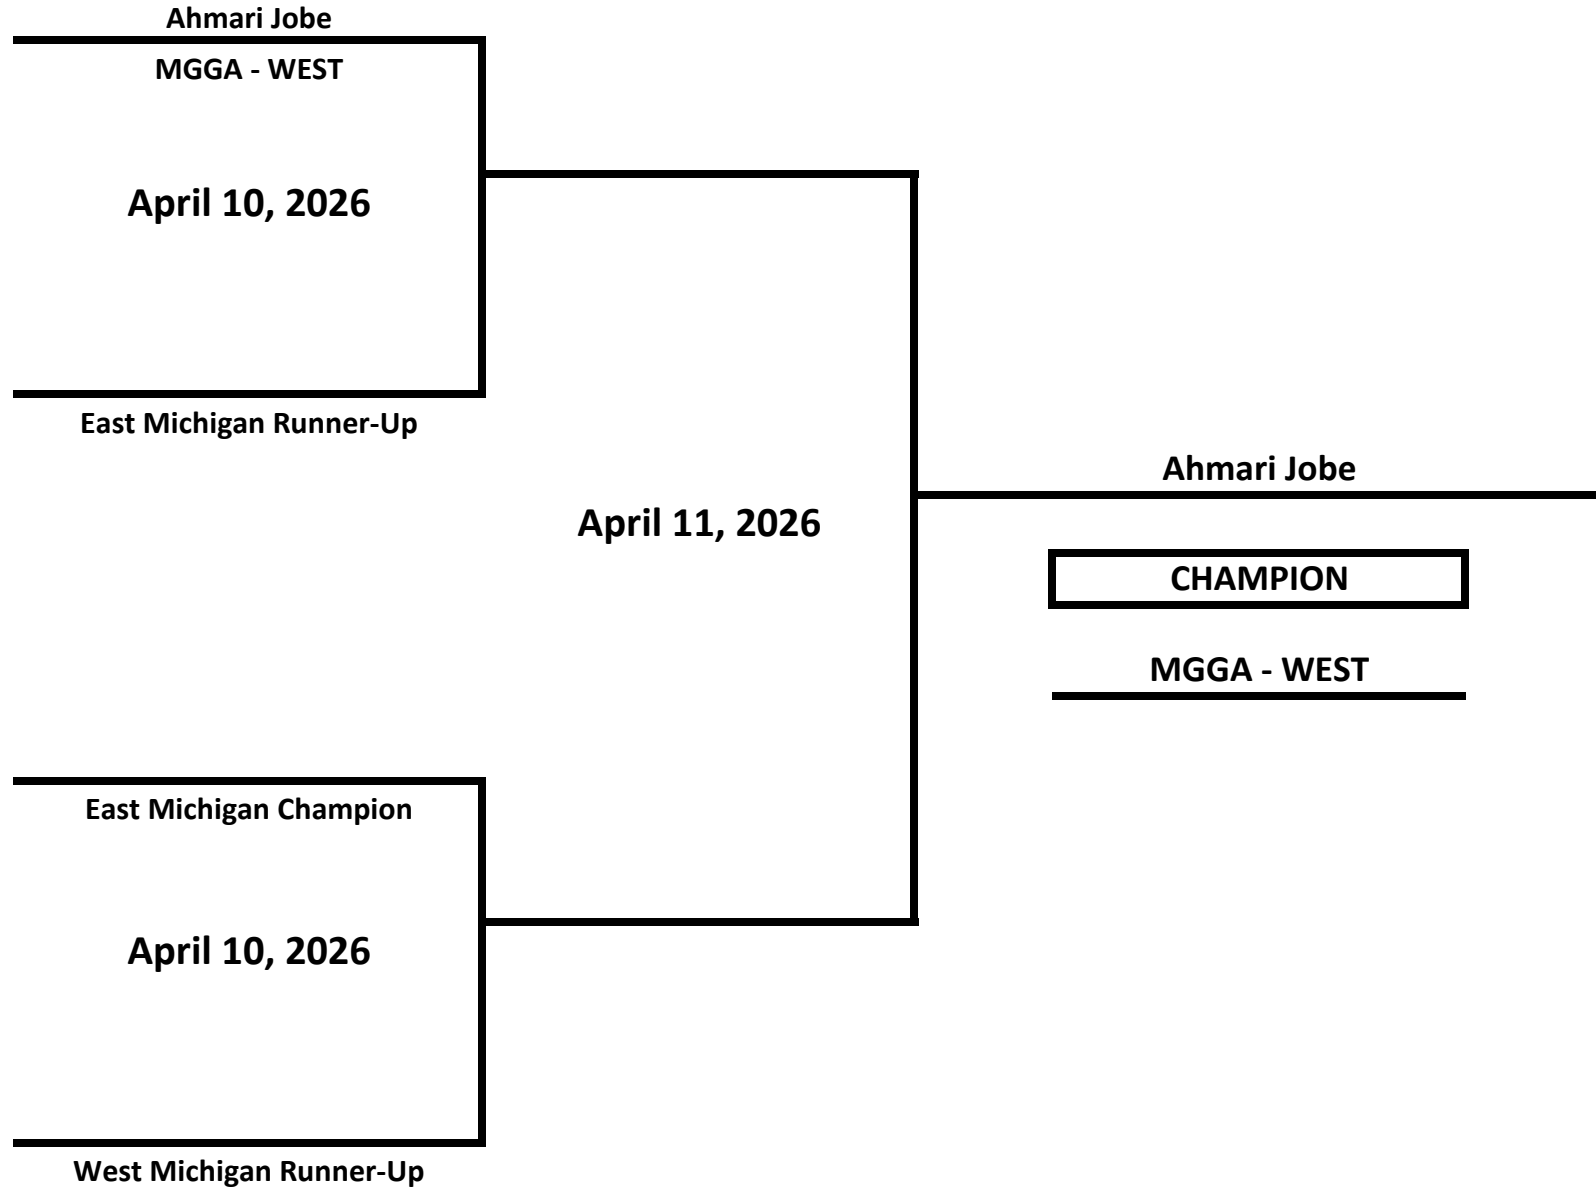 Ahmari Jobe
MGGA - WEST
April 10, 2026
East Michigan Runner-Up
Ahmari Jobe
April 11, 2026
CHAMPION
MGGA - WEST
East Michigan Champion
April 10, 2026
West Michigan Runner-Up